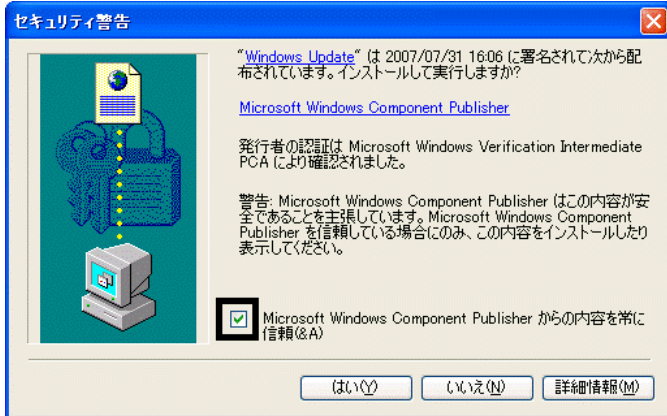 セキュリティ警告
"Windows Update" は 2007/07/31 16:06 に署名されて次から配
布されています。インストールして実行しますか?
Microsoft Windows Component Publisher
発行者の認証は Microsoft Windows Verification Intermediate
PCA により確認されました。
警告: Microsoft Windows Component Publisher はこの内容が安
全であることを主張しています。Microsoft Windows Component
Publisher を信頼している場合にのみ、この内容をインストールしたり
表示してください。
Microsoft Windows Component Publisher からの内容を常に
信頼(&A)
はい(Y)
いいえ(N)
詳細情報(M)